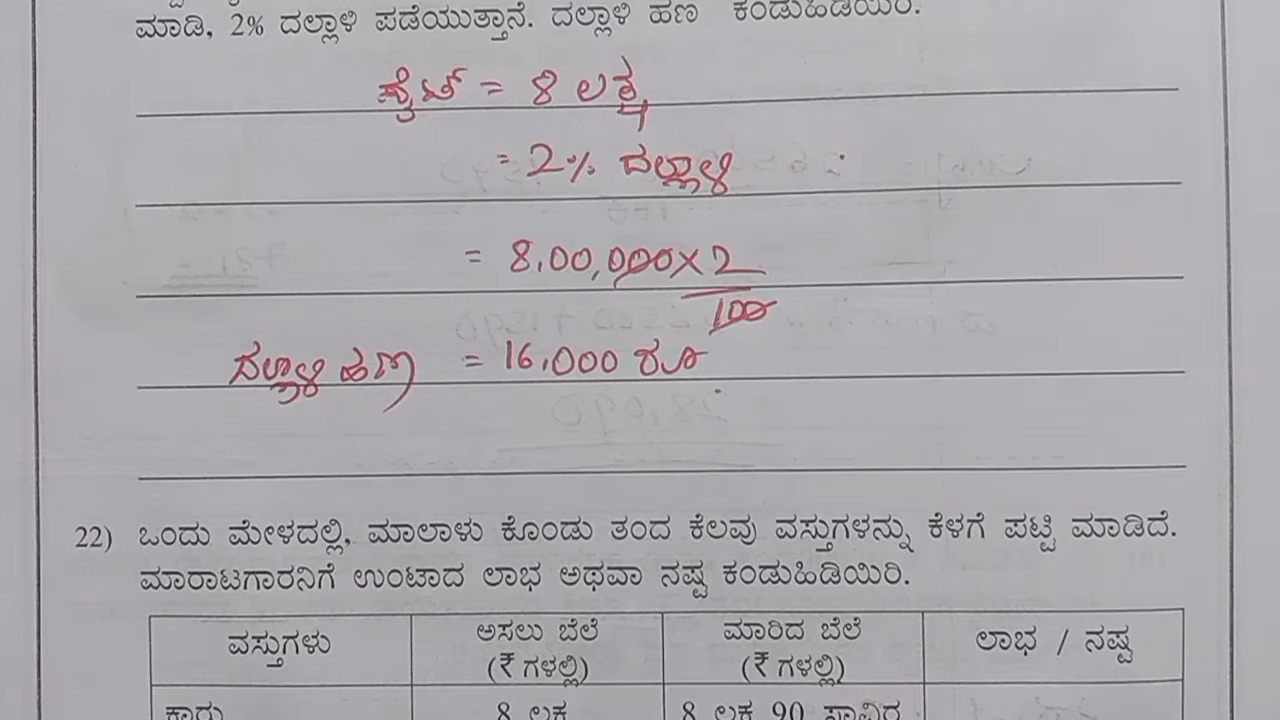 ಮಾಡಿ, 2% ದಲ್ಲಾಳಿ ಪಡೆಯುತ್ತಾನೆ. ದಲ್ಲಾಳಿ ಹಣ ಕಂಡುಹಿಡಿಯಿರಿ.
ಸೈಟ್ = 8 ಲಕ್ಷ
= 2% ದಲ್ಲಾಳಿ
= 8,00,000 × 2
100
ದಲ್ಲಾಳಿ ಹಣ = 16,000 ರೂ
22) ಒಂದು ಮೇಳದಲ್ಲಿ, ಮಾಲಾಳು ಕೊಂಡು ತಂದ ಕೆಲವು ವಸ್ತುಗಳನ್ನು ಕೆಳಗೆ ಪಟ್ಟಿ ಮಾಡಿದೆ.
ಮಾರಾಟಗಾರನಿಗೆ ಉಂಟಾದ ಲಾಭ ಅಥವಾ ನಷ್ಟ ಕಂಡುಹಿಡಿಯಿರಿ.
ವಸ್ತುಗಳು ಅಸಲು ಬೆಲೆ ಮಾರಿದ ಬೆಲೆ ಲಾಭ / ನಷ್ಟ
(₹ ಗಳಲ್ಲಿ) (₹ ಗಳಲ್ಲಿ)
ಕಾರು 8 ಲಕ್ಷ 8 ಲಕ್ಷ 90 ಸಾವಿರ